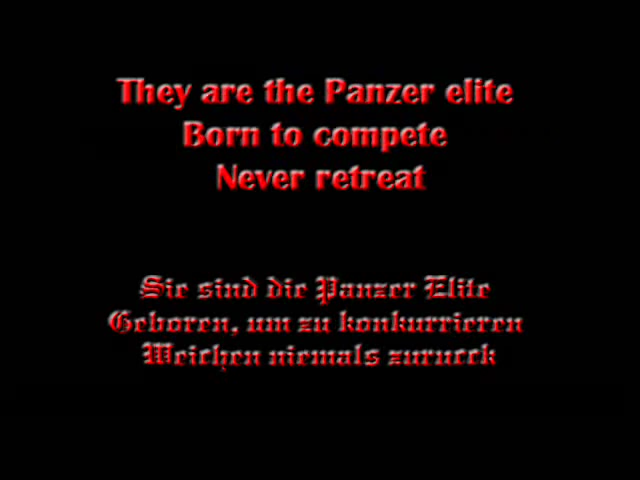 They are the Panzer elite
Born to compete
Never retreat
Sie sind die Panzer Elite
Geboren, um zu konkurrieren
Weichen niemals zurucck